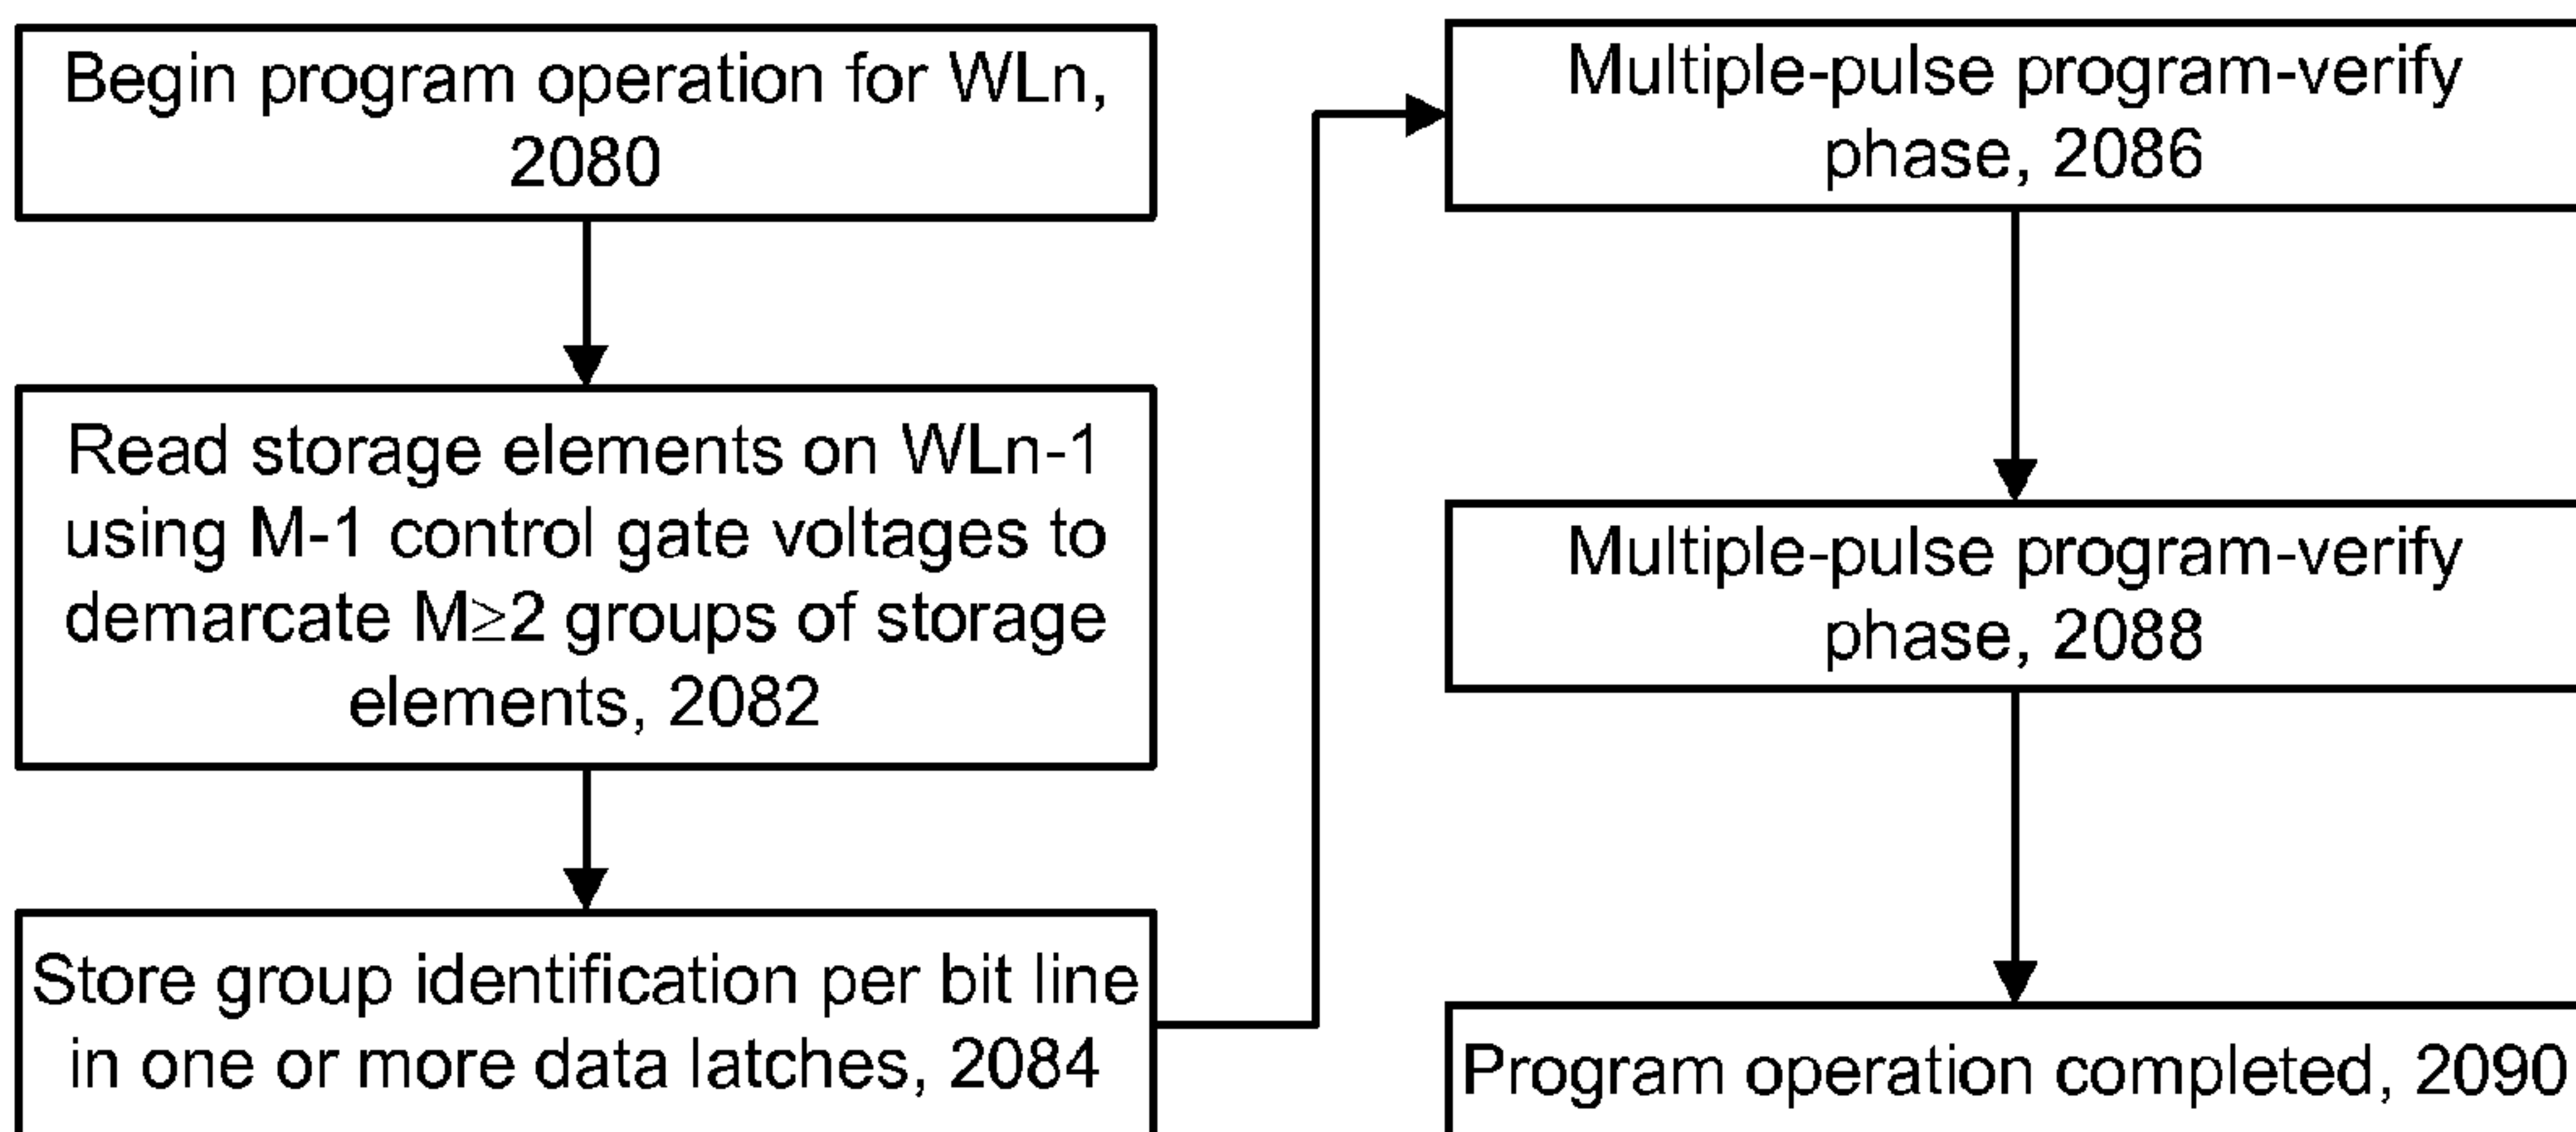 Begin program operation for WLn,
2080
Read storage elements on WLn-1
using M-1 control gate voltages to
demarcate M≥2 groups of storage
elements, 2082
Store group identification per bit line
in one or more data latches, 2084
Multiple-pulse program-verify
phase, 2086
Multiple-pulse program-verify
phase, 2088
Program operation completed, 2090